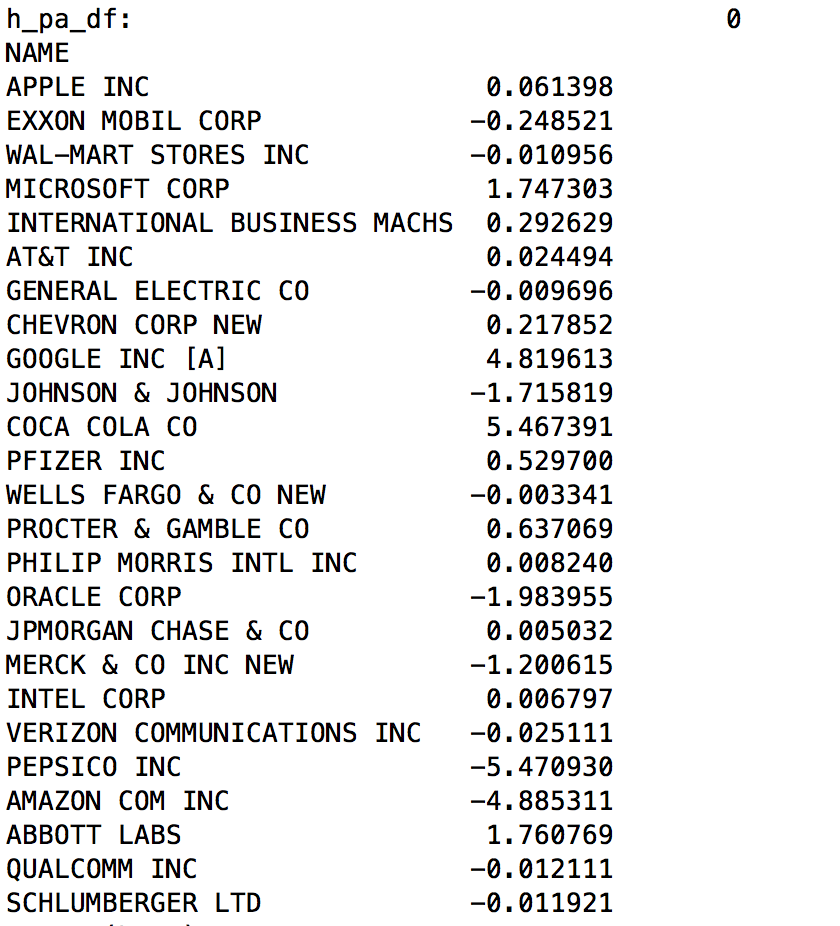 h_pa_df: 0
NAME
APPLE INC 0.061398
EXXON MOBIL CORP −0.248521
WAL−MART STORES INC −0.010956
MICROSOFT CORP 1.747303
INTERNATIONAL BUSINESS MACHS 0.292629
AT&T INC 0.024494
GENERAL ELECTRIC CO −0.009696
CHEVRON CORP NEW 0.217852
GOOGLE INC [A] 4.819613
JOHNSON & JOHNSON −1.715819
COCA COLA CO 5.467391
PFIZER INC 0.529700
WELLS FARGO & CO NEW −0.003341
PROCTER & GAMBLE CO 0.637069
PHILIP MORRIS INTL INC 0.008240
ORACLE CORP −1.983955
JPMORGAN CHASE & CO 0.005032
MERCK & CO INC NEW −1.200615
INTEL CORP 0.006797
VERIZON COMMUNICATIONS INC −0.025111
PEPSICO INC −5.470930
AMAZON COM INC −4.885311
ABBOTT LABS 1.760769
QUALCOMM INC −0.012111
SCHLUMBERGER LTD −0.011921